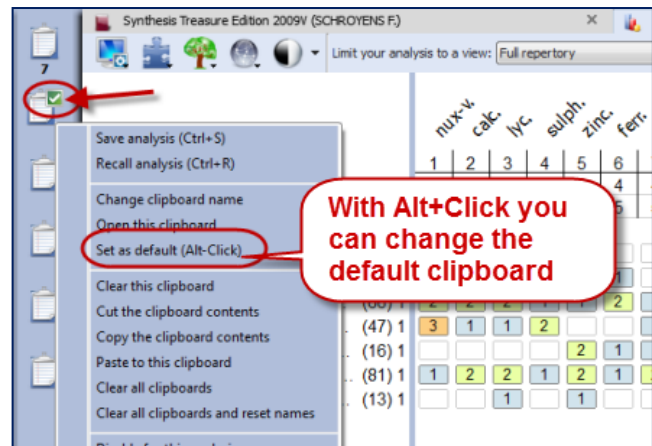 Synthesis Treasure Edition 2009V (SCHROYENS F.)
7
Limit your analysis to a view: Full repertory
nux-v. calc. lyc. sulph. zinc. ferr.
1 2 3 4 5 6
4
Save analysis (Ctrl+S)
Recall analysis (Ctrl+R)
Change clipboard name
Open this clipboard
Set as default (Alt-Click)
Clear this clipboard
Cut the clipboard contents
Copy the clipboard contents
Paste to this clipboard
Clear all clipboards
Clear all clipboards and reset names
With Alt+Click you
can change the
default clipboard
1
2 2 2 1 1 2
(47) 1 3 1 1 2
(16) 1 2 1
(81) 1 1 2 2 1 2 1
(13) 1 1 1